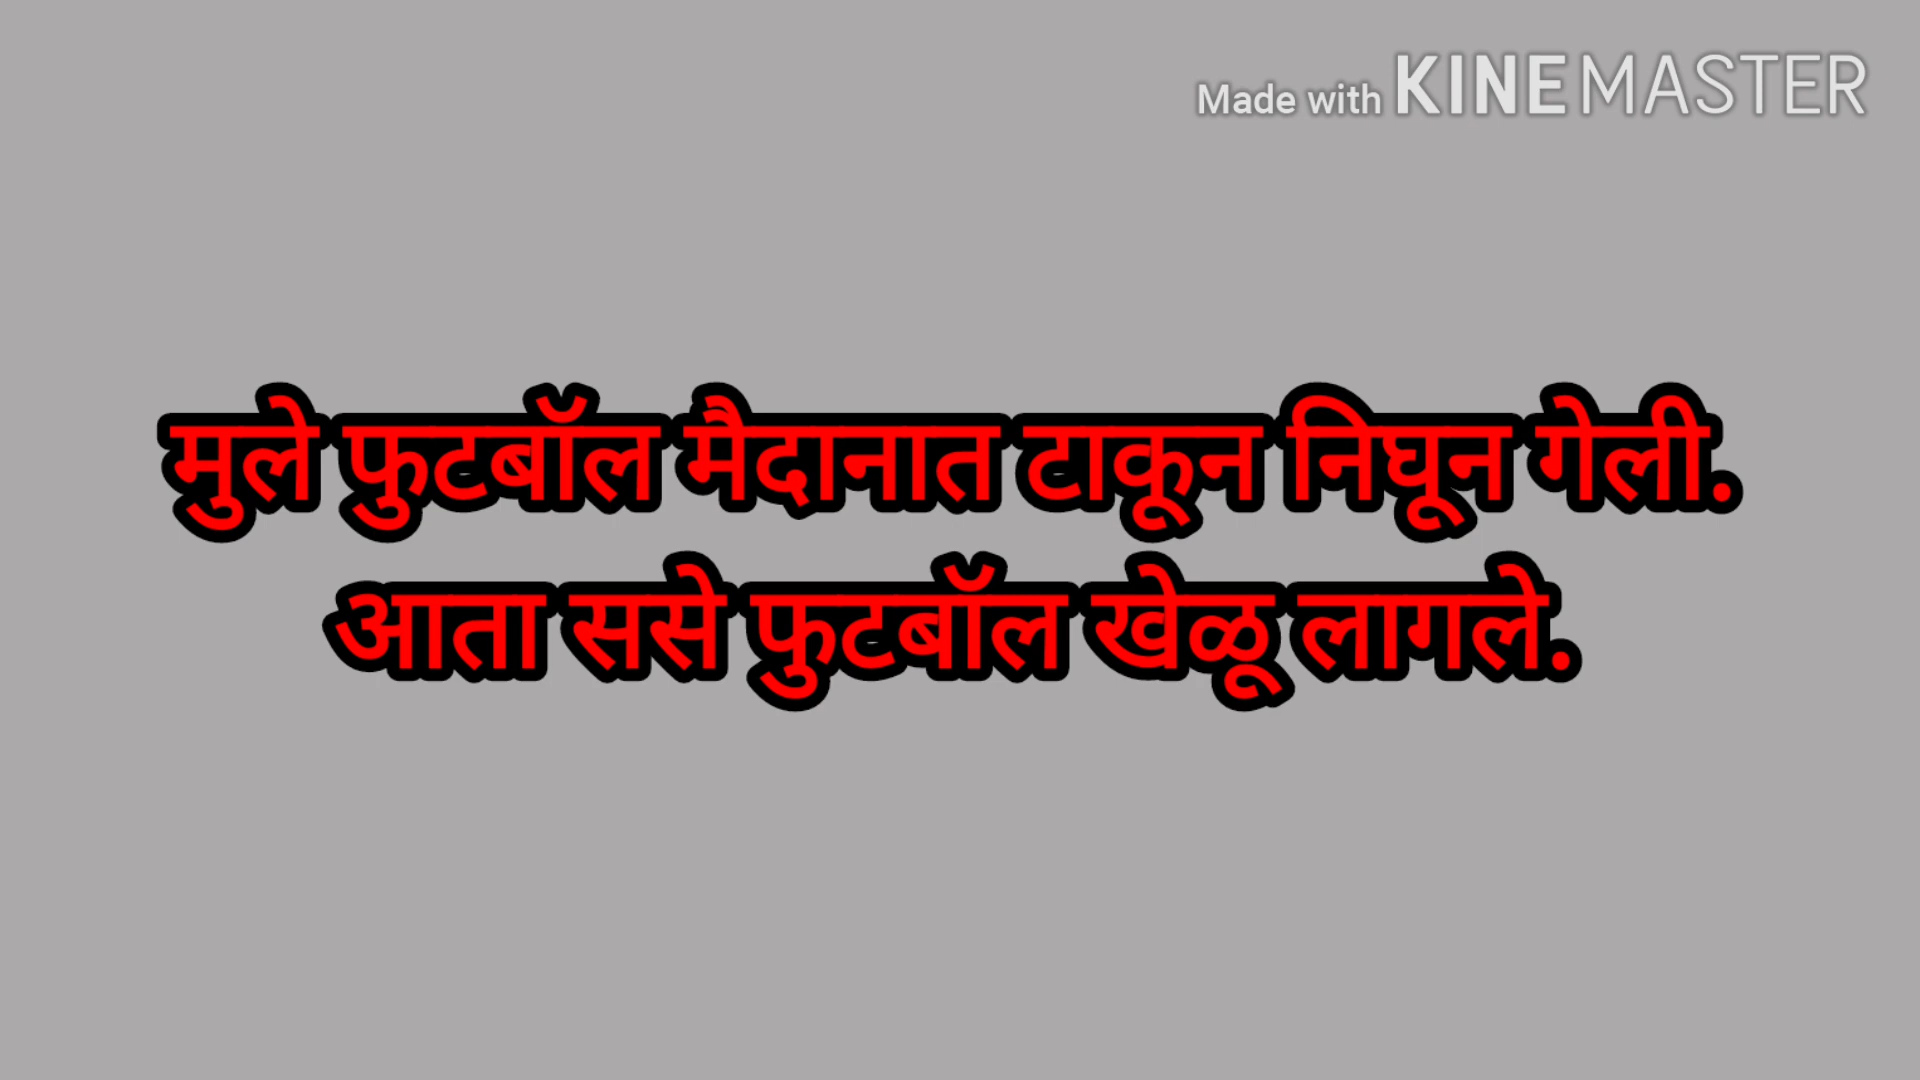 Made with KINEMASTER
मुले फुटबॉल मैदानात टाकून निघून गेली.
आता ससे फुटबॉल खेळू लागले.